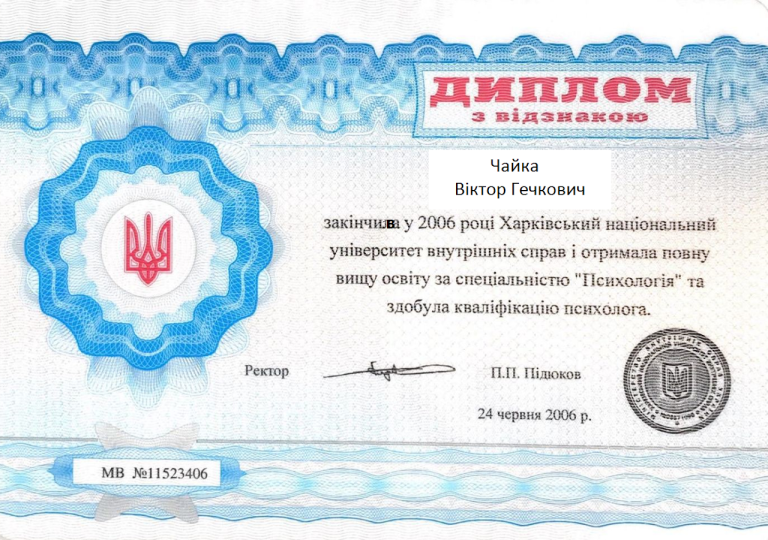 ДИПЛОМ
з відзнакою
Чайка
Віктор Гечкович
у 2006 році Харківський національний
університет внутрішніх справ і отримала повну
вищу освіту за спеціальністю "Психологія" та
здобула кваліфікацію психолога.
Ректор П.П. Підюков
24 червня 2006 р.
МВ №11523406